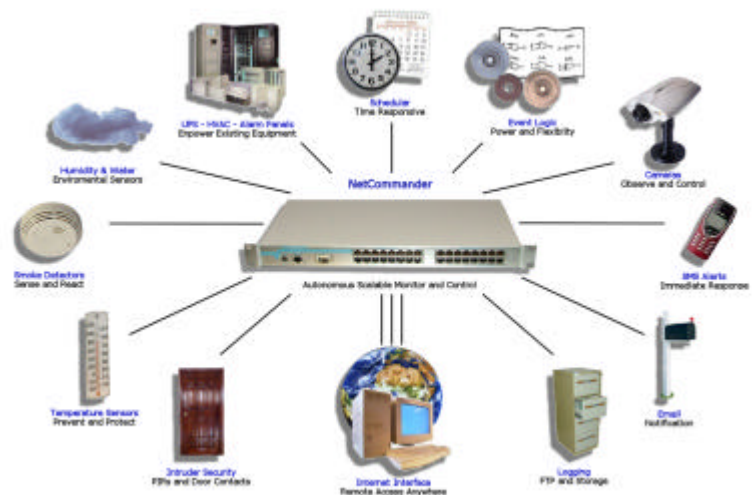 Scheduler
Time Responsive
UPS - HVAC - Alarm Panels
Enpower Existing Equipment
Event Logic
Power and Flexibility
Humidity & Water
Enviromental Sensors
NetCommander
Cameras
Observe and Control
Smoke Detectors
Sense and React
Autonomous Scalable Monitor and Control
SMS Alerts
Immediate Response
Temperature Sensors
Prevent and Protect
Email
Notification
Intruder Security
PIRs and Door Contacts
Internet Interface
Remote Access Anywhere
Logging
FTP and Storage